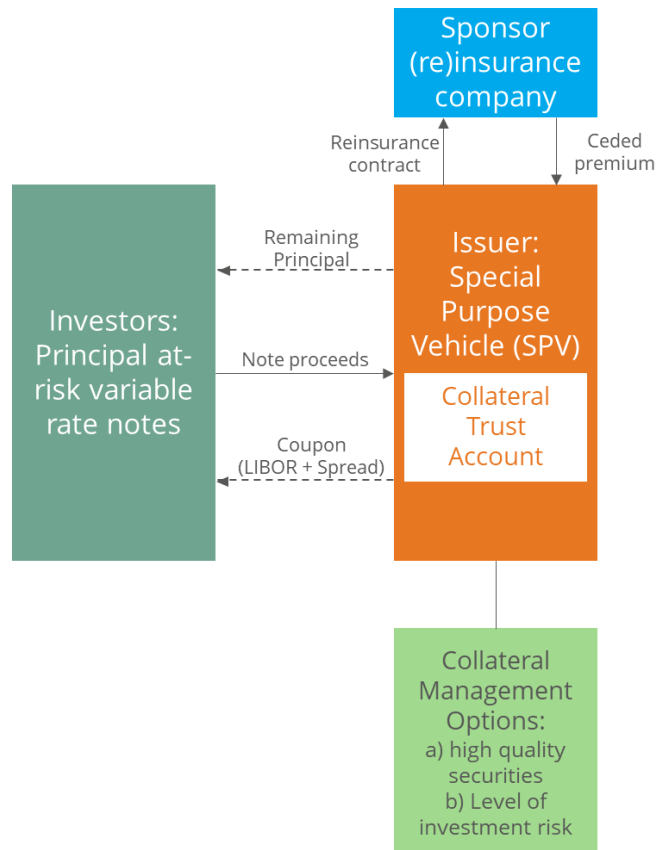 Sponsor
(re)insurance
company
Reinsurance
contract
Ceded
premium
Investors:
Principal at-
risk variable
rate notes
Remaining
Principal
Note proceeds
Coupon
(LIBOR + Spread)
Issuer:
Special
Purpose
Vehicle (SPV)
Collateral
Trust
Account
Collateral
Management
Options:
a) high quality
securities
b) Level of
investment risk